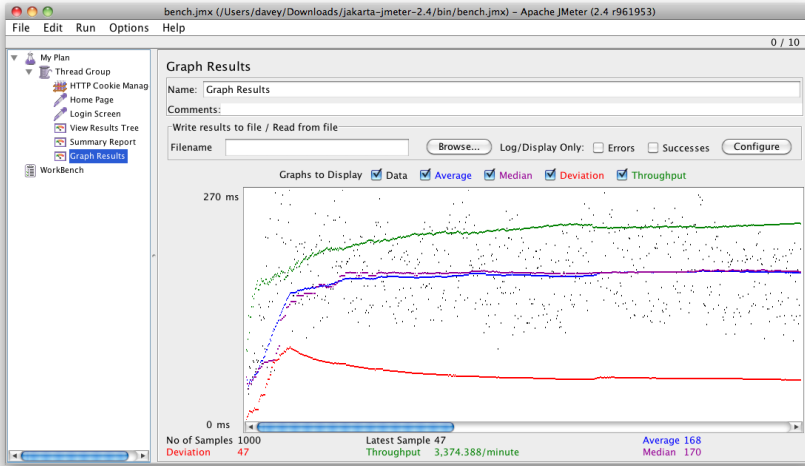 bench.jmx (/Users/davey/Downloads/jakarta-jmeter-2.4/bin/bench.jmx) – Apache JMeter (2.4 r961953)
File Edit Run Options Help
0 / 10
My Plan
Thread Group
HTTP Cookie Manag
Home Page
Login Screen
View Results Tree
Summary Report
Graph Results
WorkBench
Graph Results
Name: Graph Results
Comments:
Write results to file / Read from file
Filename Browse... Log/Display Only: Errors Successes Configure
Graphs to Display Data Average Median Deviation Throughput
270 ms
0 ms
No of Samples 1000 Latest Sample 47 Average 168
Deviation 47 Throughput 3,374.388/minute Median 170